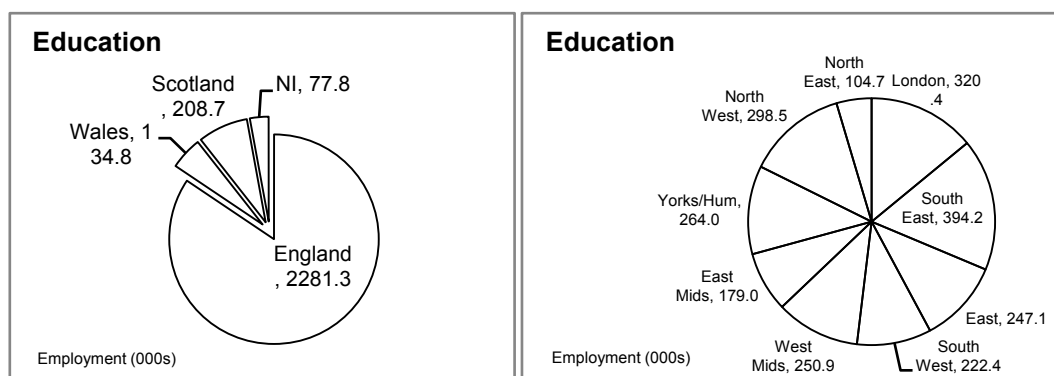 Education
Scotland
, 208.7
NI, 77.8
Wales, 1
34.8
England
, 2281.3
Employment (000s)
Education
North
East, 104.7
London, 320
.4
North
West, 298.5
Yorks/Hum,
264.0
South
East, 394.2
East
Mids, 179.0
East, 247.1
West
Mids, 250.9
South
West, 222.4
Employment (000s)